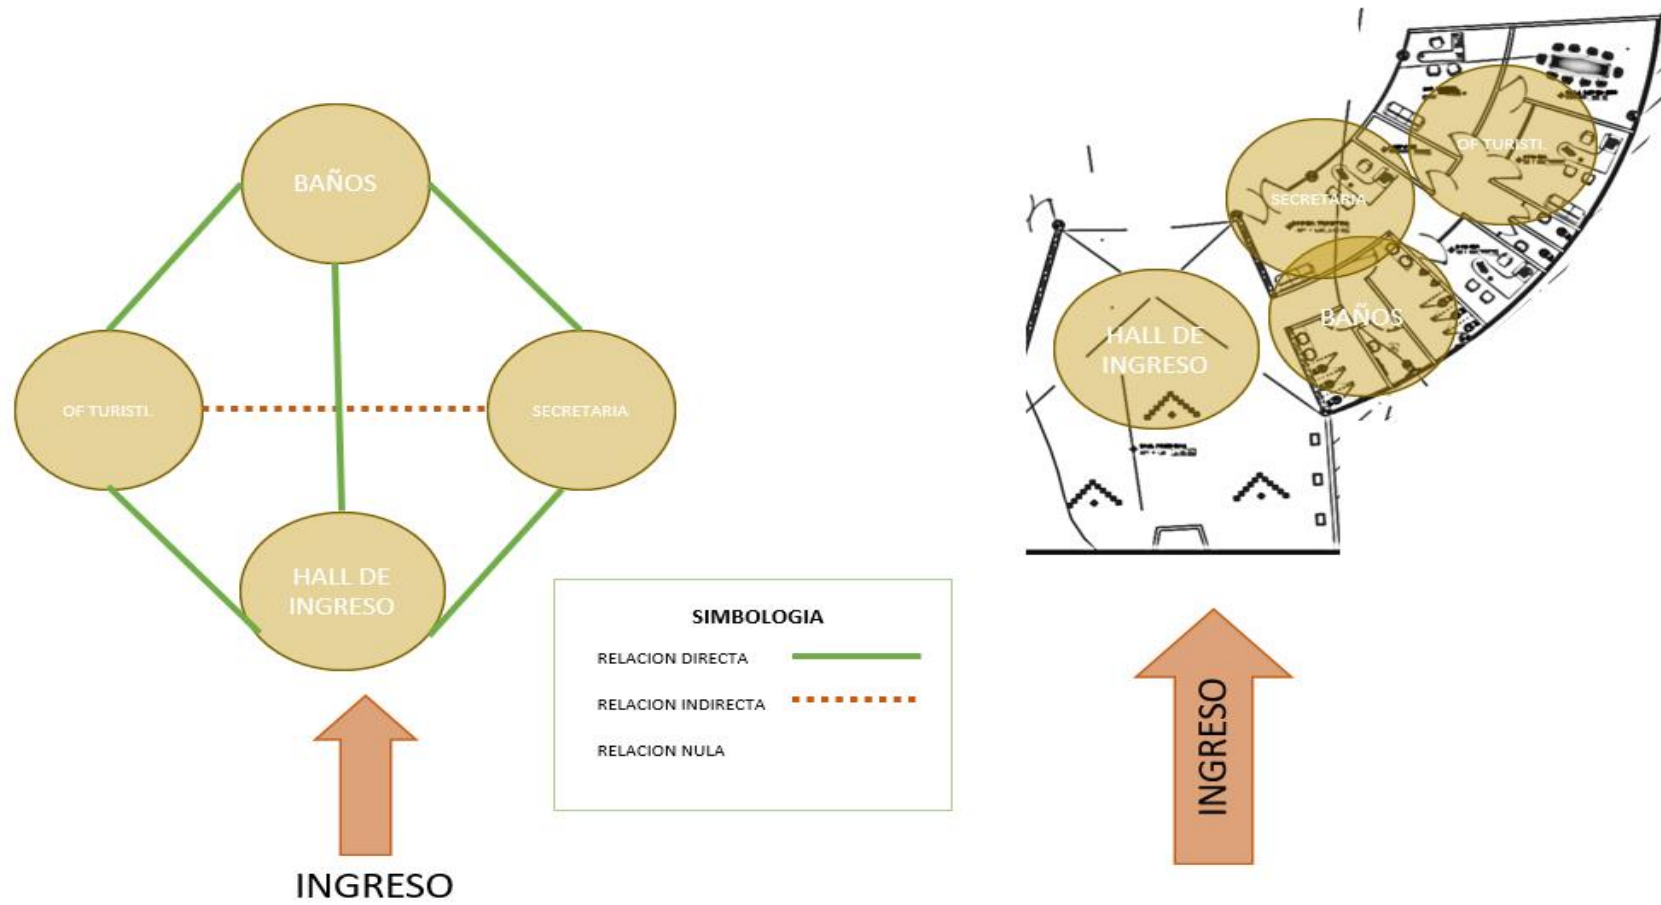 BAÑOS
OF TURISTI.
SECRETARIA
HALL DE
INGRESO
INGRESO
SIMBOLOGIA
RELACION DIRECTA
RELACION INDIRECTA
RELACION NULA
OF TURISTI.
SECRETARIA
BAÑOS
HALL DE
INGRESO
INGRESO